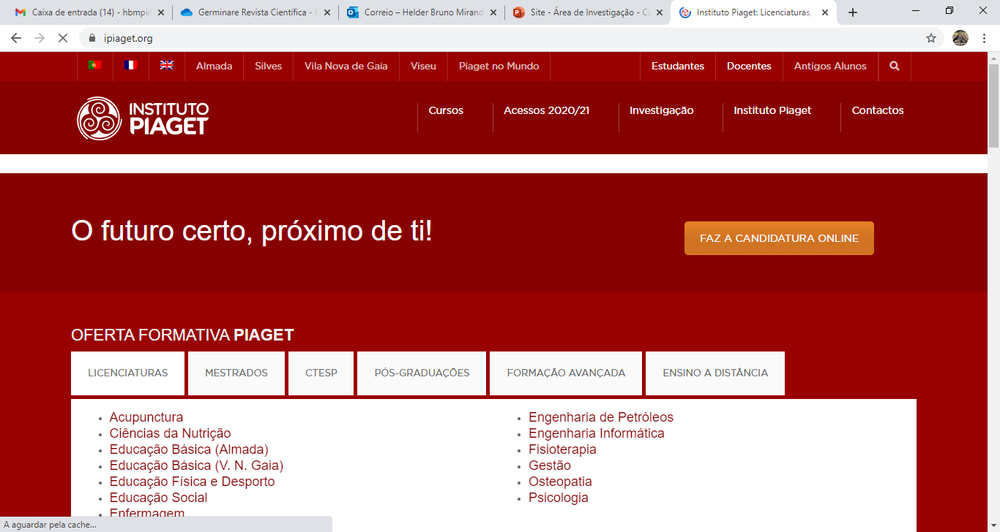 Caixa de entrada (14) - hbmpin
Germinare Revista Científica -
Correio – Helder Bruno Mirand
Site - Área de Investigação - Co
Instituto Piaget: Licenciaturas,
ipiaget.org
Almada
Silves
Vila Nova de Gaia
Viseu
Piaget no Mundo
Estudantes
Docentes
Antigos Alunos
INSTITUTO
PIAGET
Cursos
Acessos 2020/21
Investigação
Instituto Piaget
Contactos
O futuro certo, próximo de ti!
FAZ A CANDIDATURA ONLINE
OFERTA FORMATIVA PIAGET
LICENCIATURAS
MESTRADOS
CTESP
PÓS-GRADUAÇÕES
FORMAÇÃO AVANÇADA
ENSINO A DISTÂNCIA
Acupunctura
Ciências da Nutrição
Educação Básica (Almada)
Educação Básica (V. N. Gaia)
Educação Física e Desporto
Educação Social
Enfermagem
Engenharia de Petróleos
Engenharia Informática
Fisioterapia
Gestão
Osteopatia
Psicologia
A aguardar pela cache...